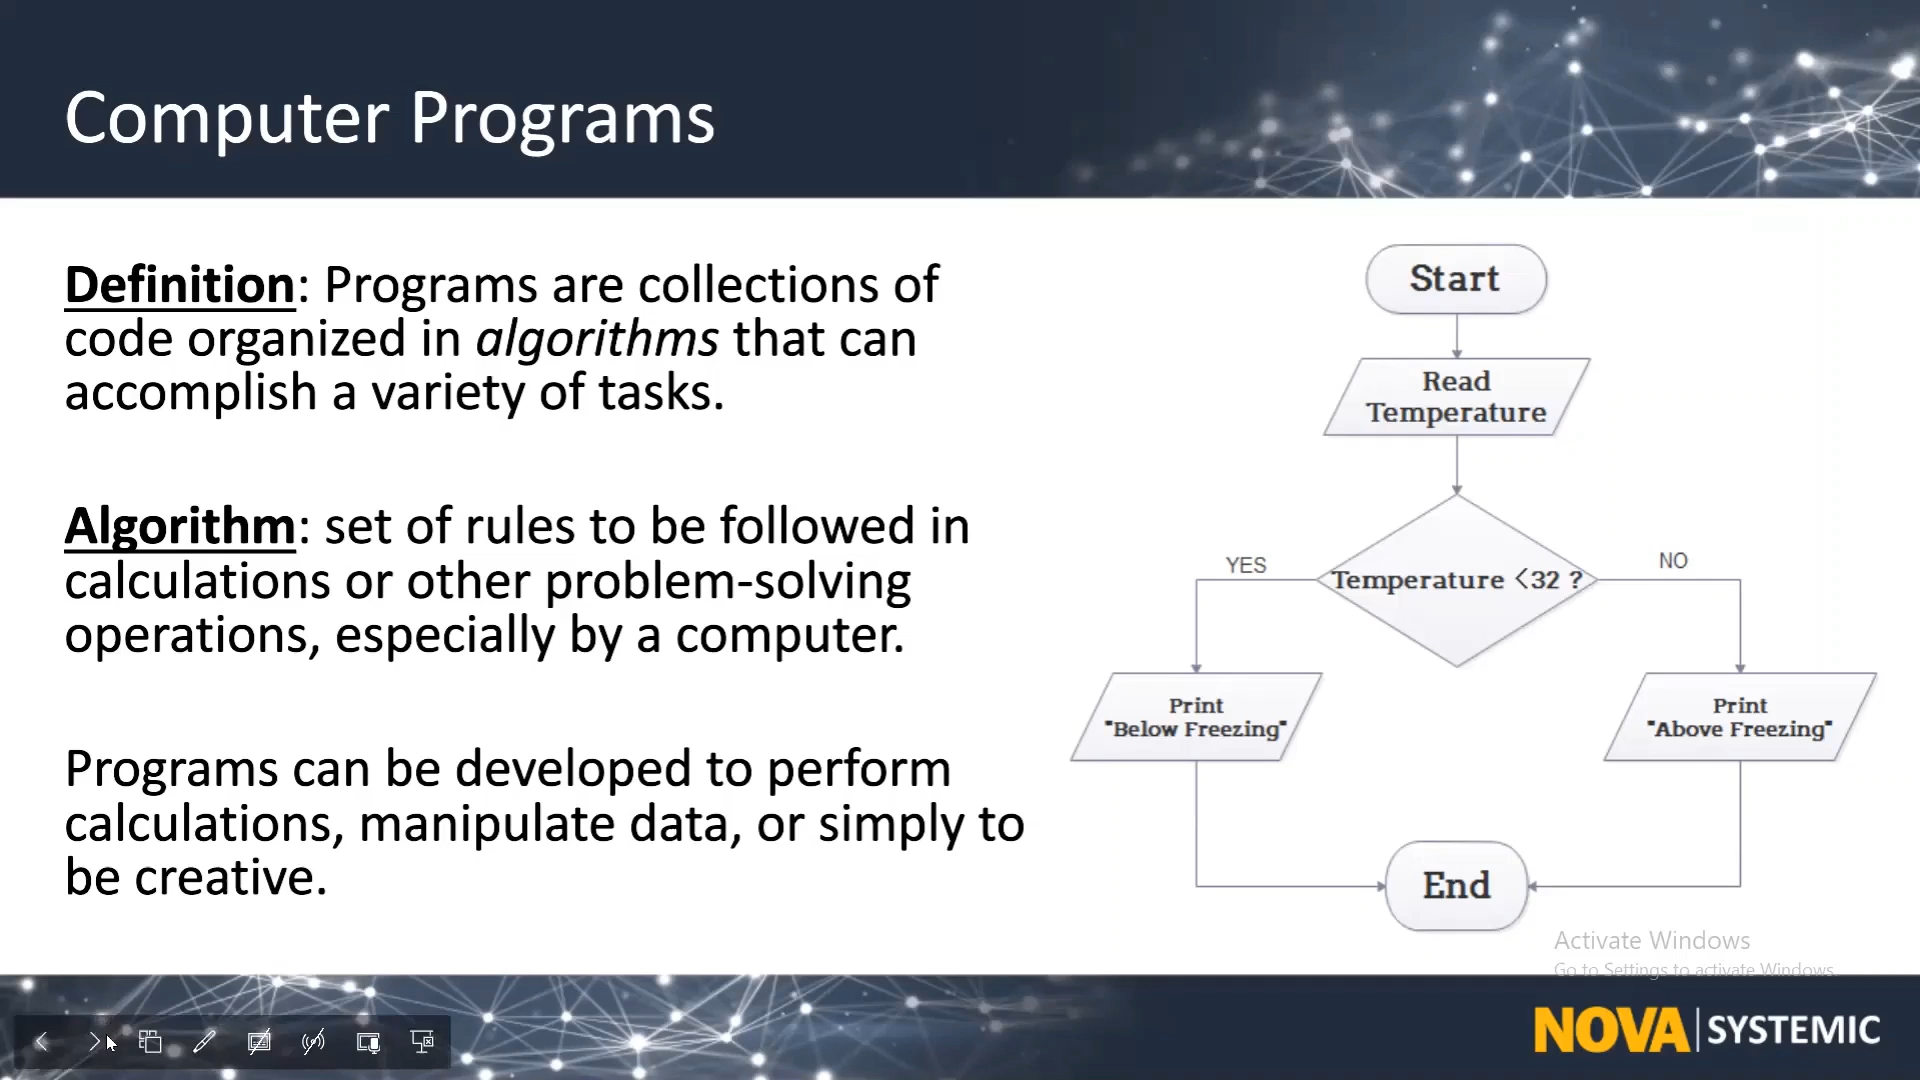 Computer Programs
Definition: Programs are collections of
code organized in algorithms that can
accomplish a variety of tasks.
Algorithm: set of rules to be followed in
calculations or other problem-solving
operations, especially by a computer.
Programs can be developed to perform
calculations, manipulate data, or simply to
be creative.
Start
Read
Temperature
Temperature <32 ?
YES
NO
Print
"Below Freezing"
Print
"Above Freezing"
End
Activate Windows
Go to Settings to activate Windows.
NOVA SYSTEMIC